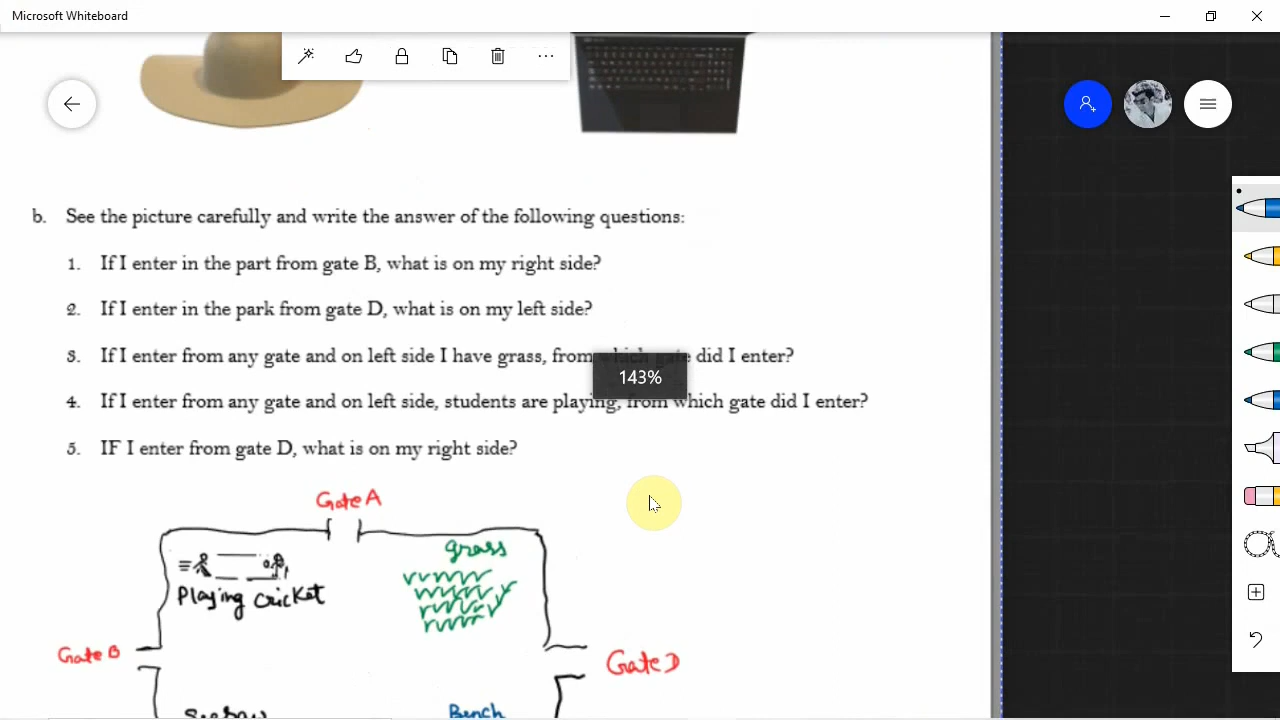 Microsoft Whiteboard
b. See the picture carefully and write the answer of the following questions:
1. If I enter in the part from gate B, what is on my right side?
2. If I enter in the park from gate D, what is on my left side?
3. If I enter from any gate and on left side I have grass, from which gate did I enter?
143%
4. If I enter from any gate and on left side, students are playing, from which gate did I enter?
5. IF I enter from gate D, what is on my right side?
Gate A
grass
Playing cricket
Gate B
Gate D
Bench